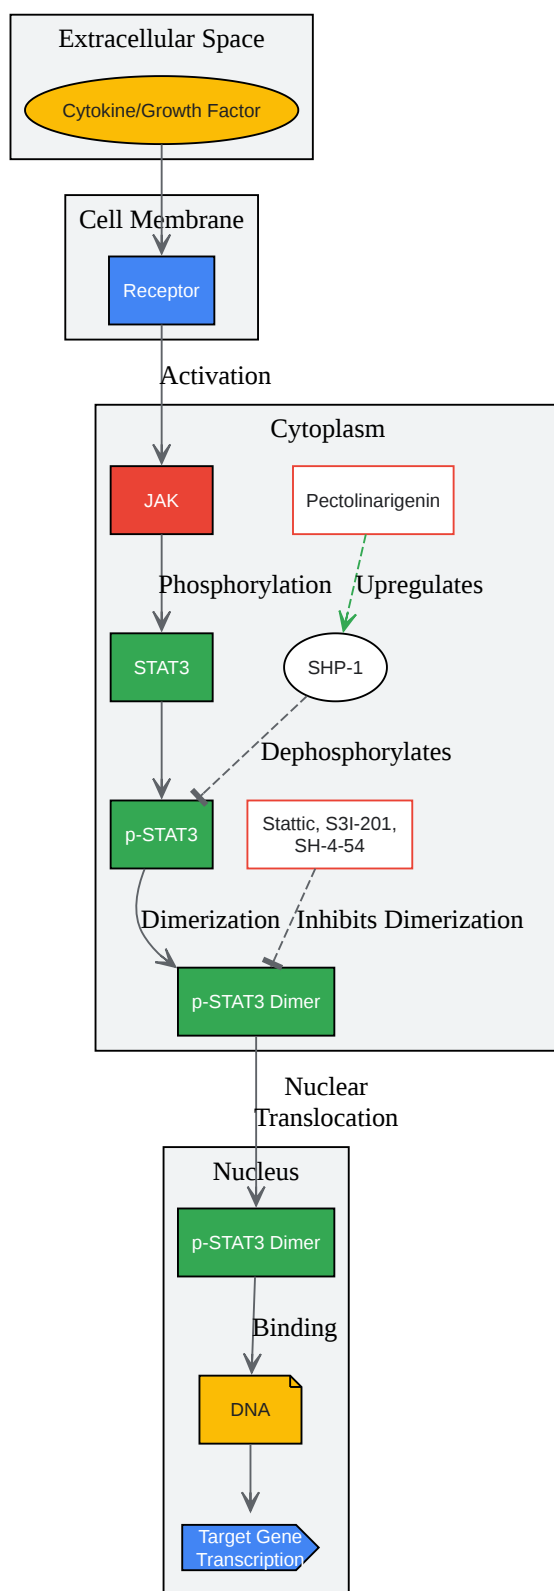 Extracellular Space
Cytokine/Growth Factor
Cell Membrane
Receptor
Activation
Cytoplasm
JAK
Pectolinarigenin
Phosphorylation
Upregulates
STAT3
SHP-1
Dephosphorylates
p-STAT3
Stattic, S3I-201,
SH-4-54
Dimerization
Inhibits Dimerization
p-STAT3 Dimer
Nuclear
Translocation
Nucleus
p-STAT3 Dimer
Binding
DNA
Target Gene
Transcription